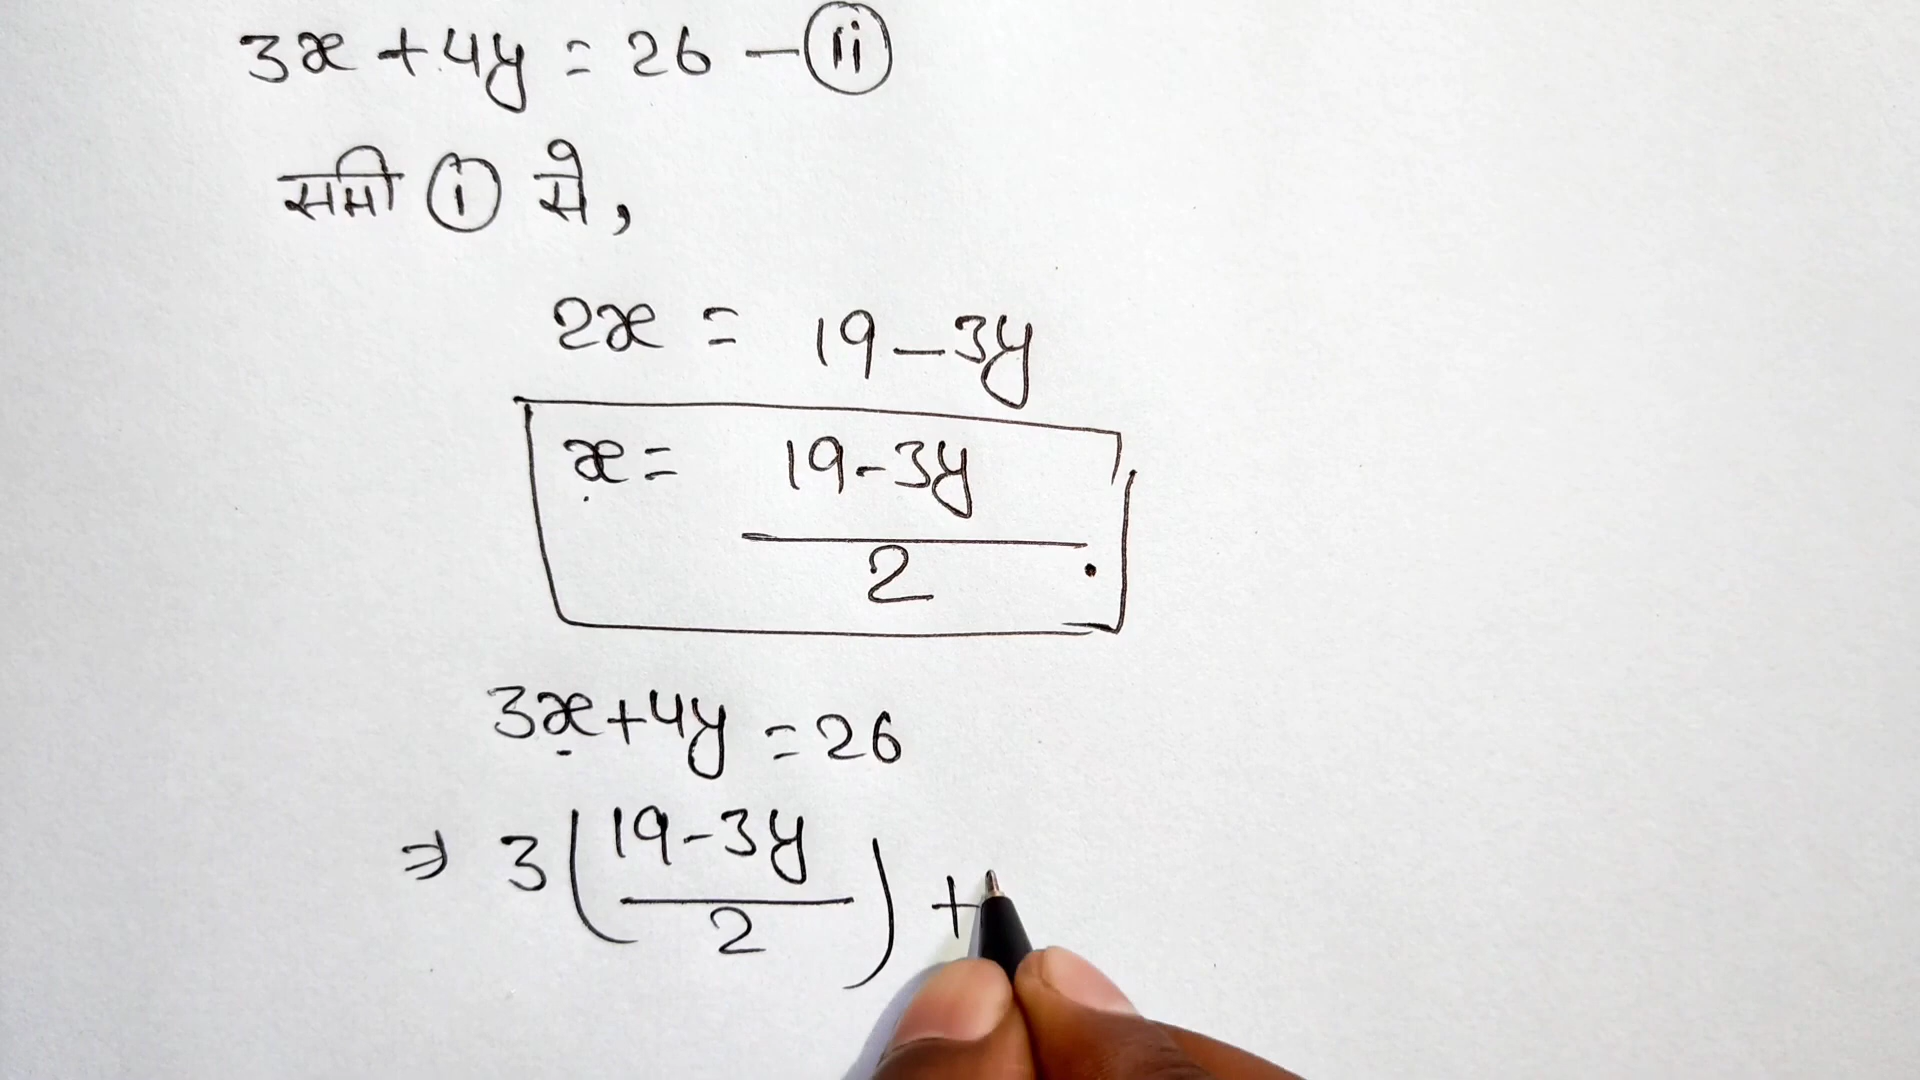 3x + 4y = 26 - (ii)
समी (i) से,
2x = 19 - 3y
x = 19 - 3y / 2
3x + 4y = 26
⇒ 3(19 - 3y / 2) +